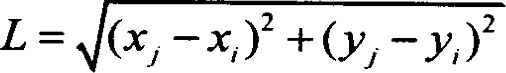 L = √(x_j − x_i)² + (y_j − y_i)²